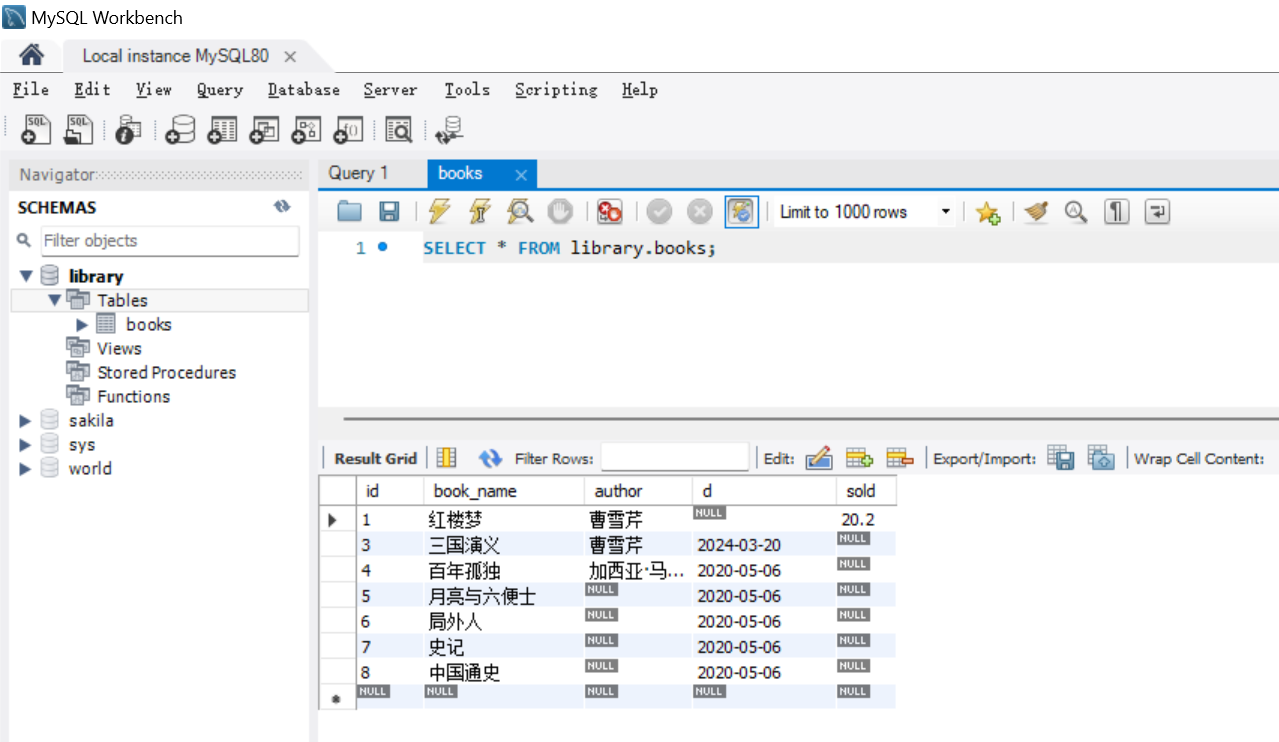 MySQL Workbench
Local instance MySQL80
File Edit View Query Database Server Tools Scripting Help
SQL SQL
Navigator
SCHEMAS
Filter objects
library
Tables
books
Views
Stored Procedures
Functions
sakila
sys
world
Query 1 books
Limit to 1000 rows
1 SELECT * FROM library.books;
Result Grid Filter Rows: Edit: Export/Import: Wrap Cell Content:
id book_name author d sold
1 红楼梦 曹雪芹 NULL 20.2
3 三国演义 曹雪芹 2024-03-20 NULL
4 百年孤独 加西亚·马... 2020-05-06 NULL
5 月亮与六便士 NULL 2020-05-06 NULL
6 局外人 NULL 2020-05-06 NULL
7 史记 NULL 2020-05-06 NULL
8 中国通史 NULL 2020-05-06 NULL
NULL NULL NULL NULL NULL